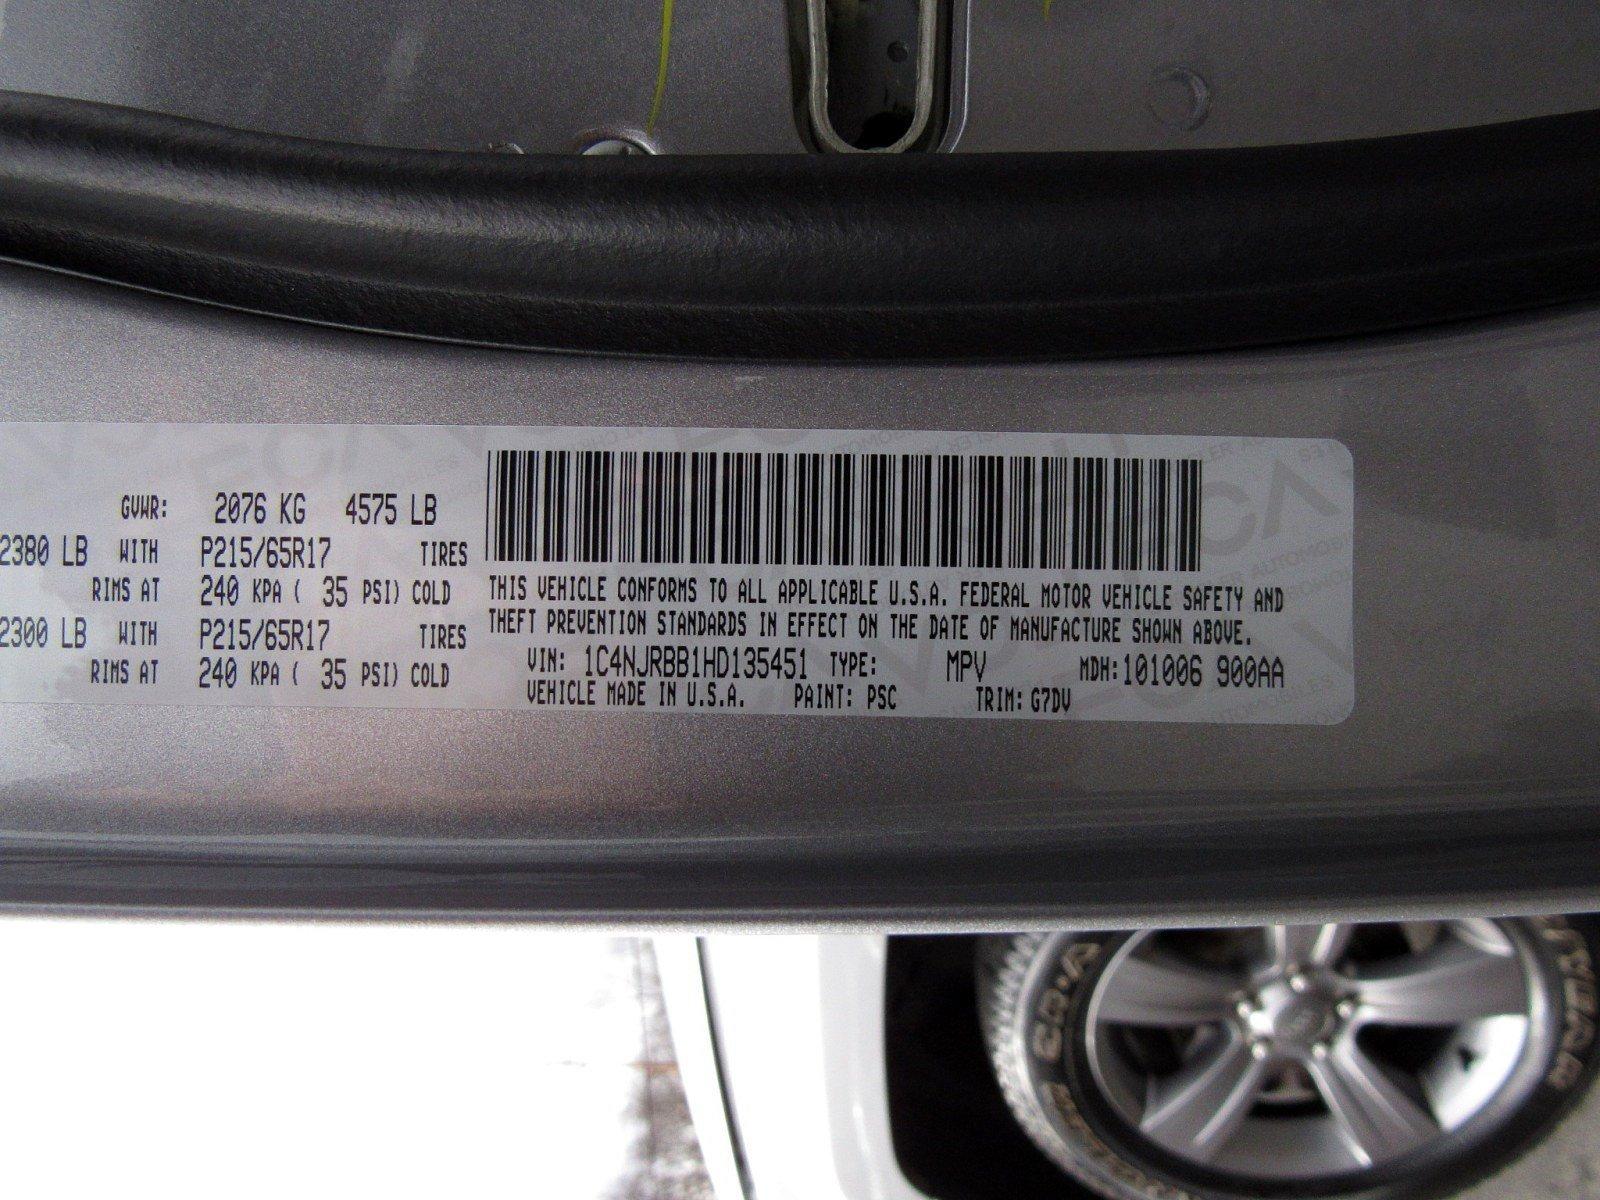 GVWR: 2076 KG 4575 LB
2380 LB WITH P215/65R17 TIRES
RIMS AT 240 KPA ( 35 PSI) COLD
2300 LB WITH P215/65R17 TIRES
RIMS AT 240 KPA ( 35 PSI) COLD
THIS VEHICLE CONFORMS TO ALL APPLICABLE U.S.A. FEDERAL MOTOR VEHICLE SAFETY AND
THEFT PREVENTION STANDARDS IN EFFECT ON THE DATE OF MANUFACTURE SHOWN ABOVE.
VIN: 1C4NJRBB1HD135451 TYPE: MPV MDH: 101006 900AA
VEHICLE MADE IN U.S.A. PAINT: PSC TRIM: G7DV